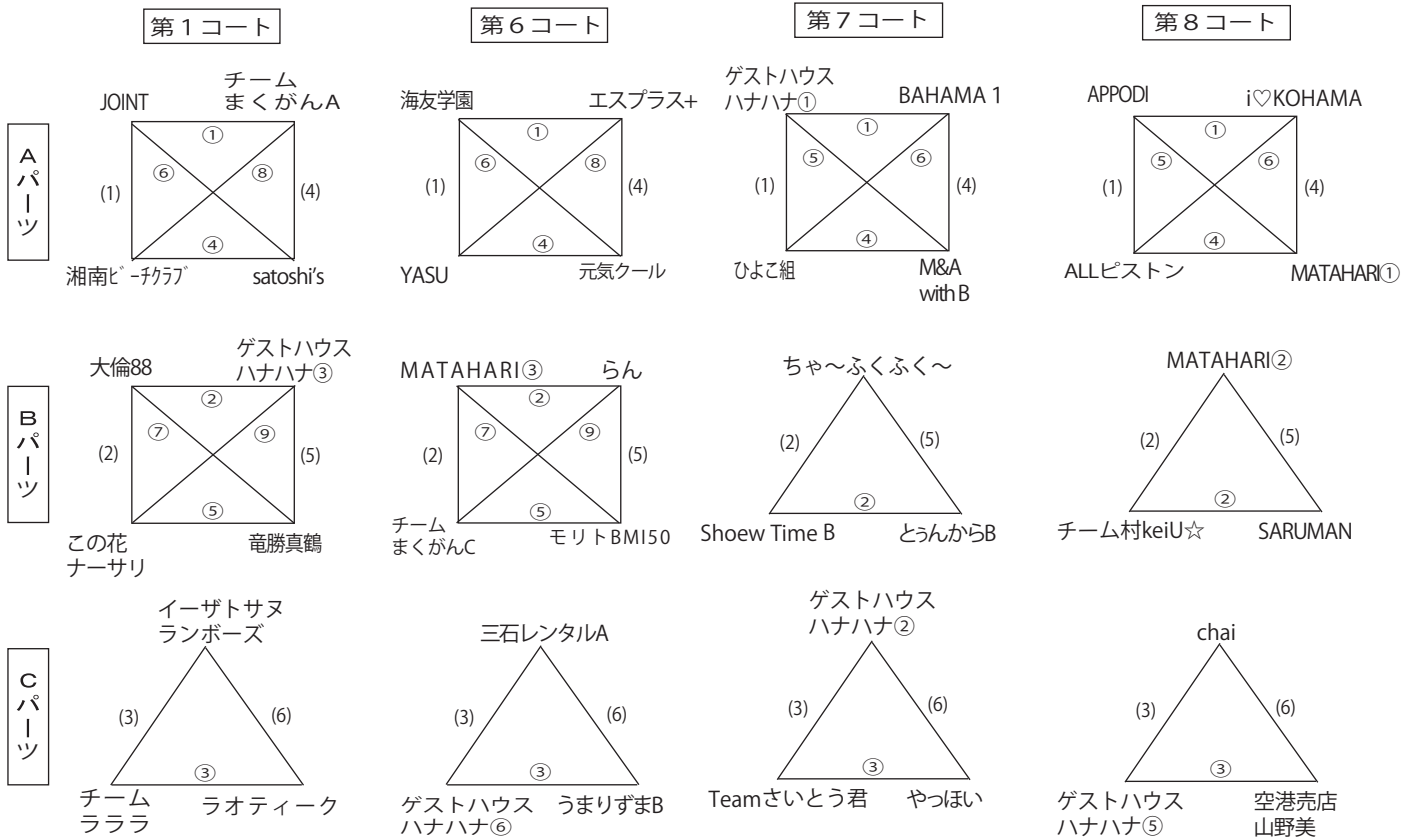 第１コート
第６コート
第７コート
第８コート
Aパーツ
JOINT
チーム
まくがんA
①
⑥
⑧
(1)
(4)
④
湘南ﾋﾞｰﾁｸﾗﾌﾞ
satoshi's
海友学園
エスプラス+
①
⑥
⑧
(1)
(4)
④
YASU
元気クール
ゲストハウス
ハナハナ①
BAHAMA 1
①
⑤
⑥
(1)
(4)
④
ひよこ組
M&A
with B
APPODI
i♡KOHAMA
①
⑤
⑥
(1)
(4)
④
ALLピストン
MATAHARI①
Bパーツ
大倫88
ゲストハウス
ハナハナ③
②
⑦
⑨
(2)
(5)
⑤
この花
ナーサリ
竜勝真鶴
MATAHARI③
らん
②
⑦
⑨
(2)
(5)
⑤
チーム
まくがんC
モリトBMI50
ちゃ～ふくふく～
(2)
(5)
②
Shoew Time B
とぅんからB
MATAHARI②
(2)
(5)
②
チーム村keiU☆
SARUMAN
Cパーツ
イーザトサヌ
ランボーズ
(3)
(6)
③
チーム
ラララ
ラオティーク
三石レンタルA
(3)
(6)
③
ゲストハウス
ハナハナ⑥
うまりずまB
ゲストハウス
ハナハナ②
(3)
(6)
③
Teamさいとう君
やっほい
chai
(3)
(6)
③
ゲストハウス
ハナハナ⑤
空港売店
山野美